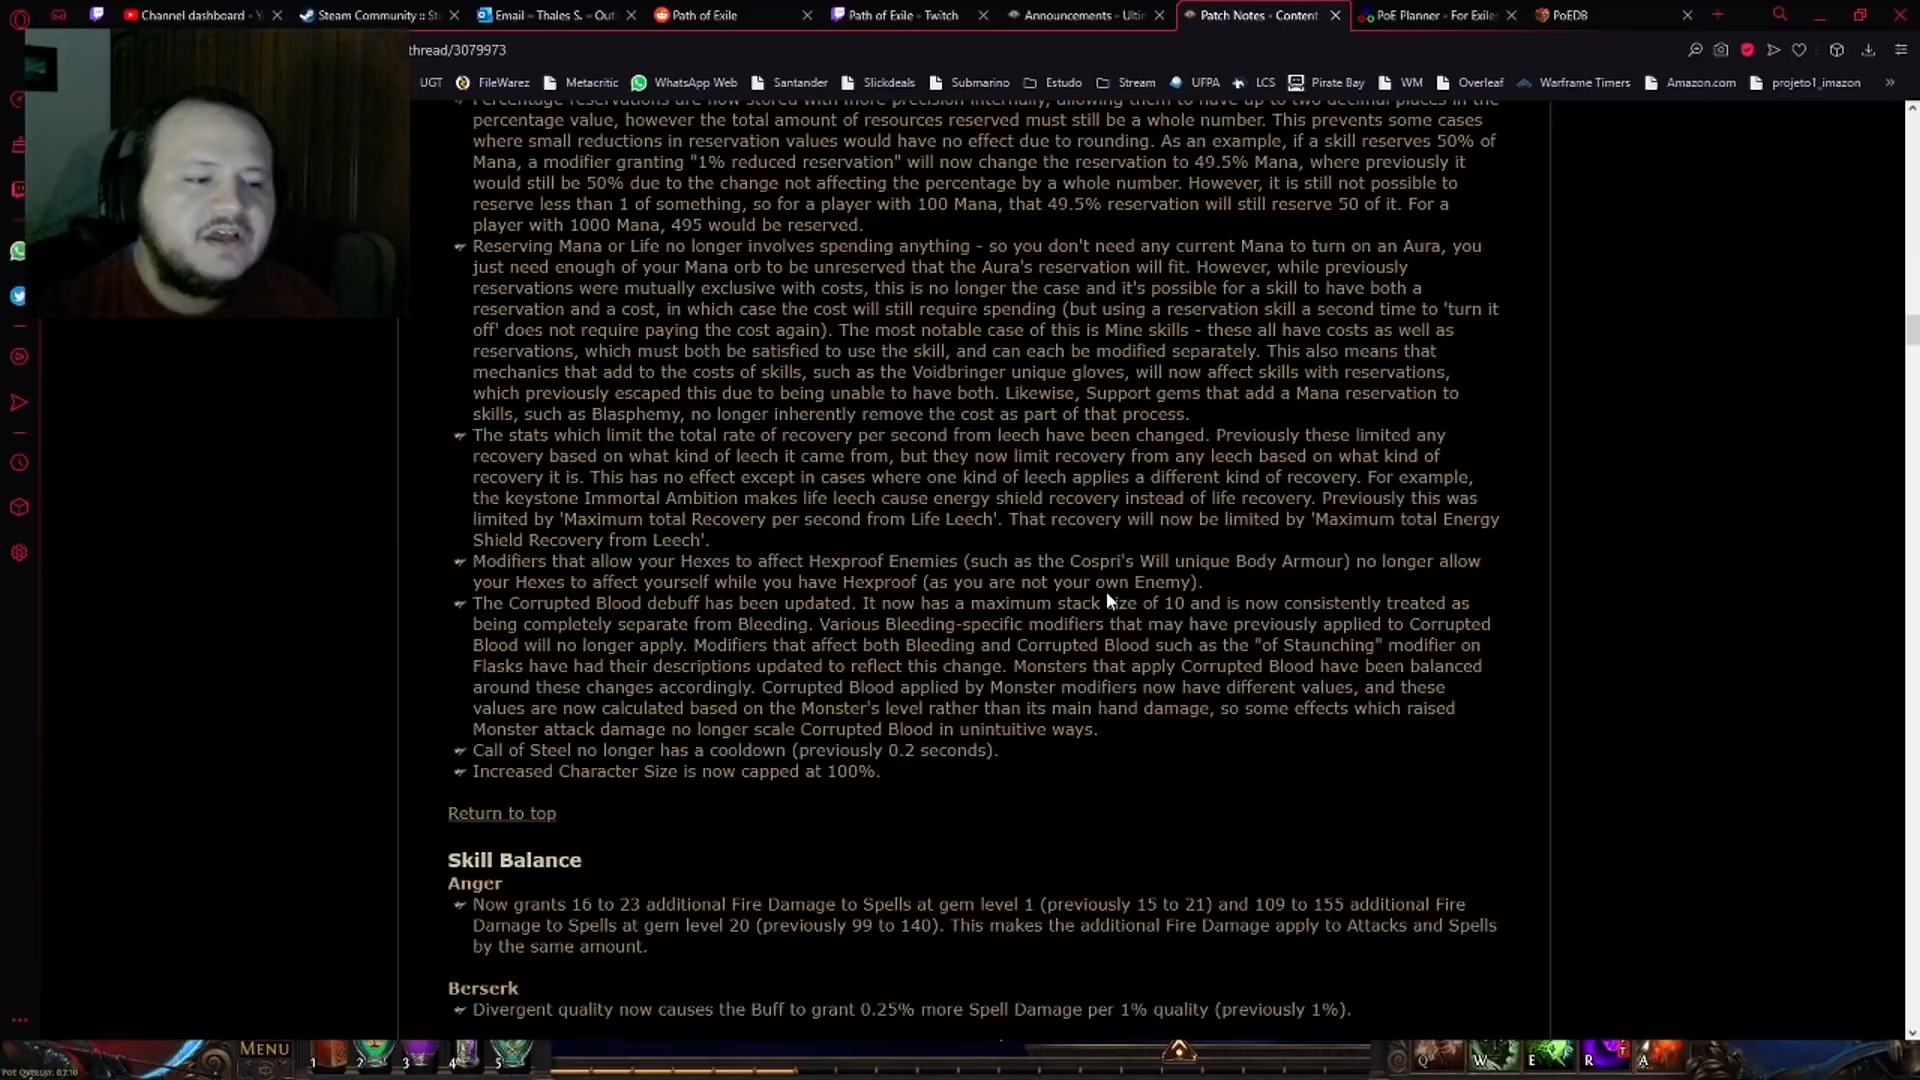 Channel dashboard - Y
Steam Community :: St
Email – Thales S. – Out
Path of Exile
Path of Exile - Twitch
Announcements - Ultim
Patch Notes - Content
PoE Planner - For Exiles
PoEDB
thread/3079973
UGT
FileWarez
Metacritic
WhatsApp Web
Santander
Slickdeals
Submarino
Estudo
Stream
UFPA
LCS
Pirate Bay
WM
Overleaf
Warframe Timers
Amazon.com
projeto1_imazon
Percentage reservations are now stored with more precision internally, allowing them to have up to two decimal places in the
percentage value, however the total amount of resources reserved must still be a whole number. This prevents some cases
where small reductions in reservation values would have no effect due to rounding. As an example, if a skill reserves 50% of
Mana, a modifier granting "1% reduced reservation" will now change the reservation to 49.5% Mana, where previously it
would still be 50% due to the change not affecting the percentage by a whole number. However, it is still not possible to
reserve less than 1 of something, so for a player with 100 Mana, that 49.5% reservation will still reserve 50 of it. For a
player with 1000 Mana, 495 would be reserved.
Reserving Mana or Life no longer involves spending anything - so you don't need any current Mana to turn on an Aura, you
just need enough of your Mana orb to be unreserved that the Aura's reservation will fit. However, while previously
reservations were mutually exclusive with costs, this is no longer the case and it's possible for a skill to have both a
reservation and a cost, in which case the cost will still require spending (but using a reservation skill a second time to 'turn it
off' does not require paying the cost again). The most notable case of this is Mine skills - these all have costs as well as
reservations, which must both be satisfied to use the skill, and can each be modified separately. This also means that
mechanics that add to the costs of skills, such as the Voidbringer unique gloves, will now affect skills with reservations,
which previously escaped this due to being unable to have both. Likewise, Support gems that add a Mana reservation to
skills, such as Blasphemy, no longer inherently remove the cost as part of that process.
The stats which limit the total rate of recovery per second from leech have been changed. Previously these limited any
recovery based on what kind of leech it came from, but they now limit recovery from any leech based on what kind of
recovery it is. This has no effect except in cases where one kind of leech applies a different kind of recovery. For example,
the keystone Immortal Ambition makes life leech cause energy shield recovery instead of life recovery. Previously this was
limited by 'Maximum total Recovery per second from Life Leech'. That recovery will now be limited by 'Maximum total Energy
Shield Recovery from Leech'.
Modifiers that allow your Hexes to affect Hexproof Enemies (such as the Cospri's Will unique Body Armour) no longer allow
your Hexes to affect yourself while you have Hexproof (as you are not your own Enemy).
The Corrupted Blood debuff has been updated. It now has a maximum stack size of 10 and is now consistently treated as
being completely separate from Bleeding. Various Bleeding-specific modifiers that may have previously applied to Corrupted
Blood will no longer apply. Modifiers that affect both Bleeding and Corrupted Blood such as the "of Staunching" modifier on
Flasks have had their descriptions updated to reflect this change. Monsters that apply Corrupted Blood have been balanced
around these changes accordingly. Corrupted Blood applied by Monster modifiers now have different values, and these
values are now calculated based on the Monster's level rather than its main hand damage, so some effects which raised
Monster attack damage no longer scale Corrupted Blood in unintuitive ways.
Call of Steel no longer has a cooldown (previously 0.2 seconds).
Increased Character Size is now capped at 100%.
Return to top
Skill Balance
Anger
Now grants 16 to 23 additional Fire Damage to Spells at gem level 1 (previously 15 to 21) and 109 to 155 additional Fire
Damage to Spells at gem level 20 (previously 99 to 140). This makes the additional Fire Damage apply to Attacks and Spells
by the same amount.
Berserk
Divergent quality now causes the Buff to grant 0.25% more Spell Damage per 1% quality (previously 1%).
MENU
1 2 3 4 5
Q W E R T A